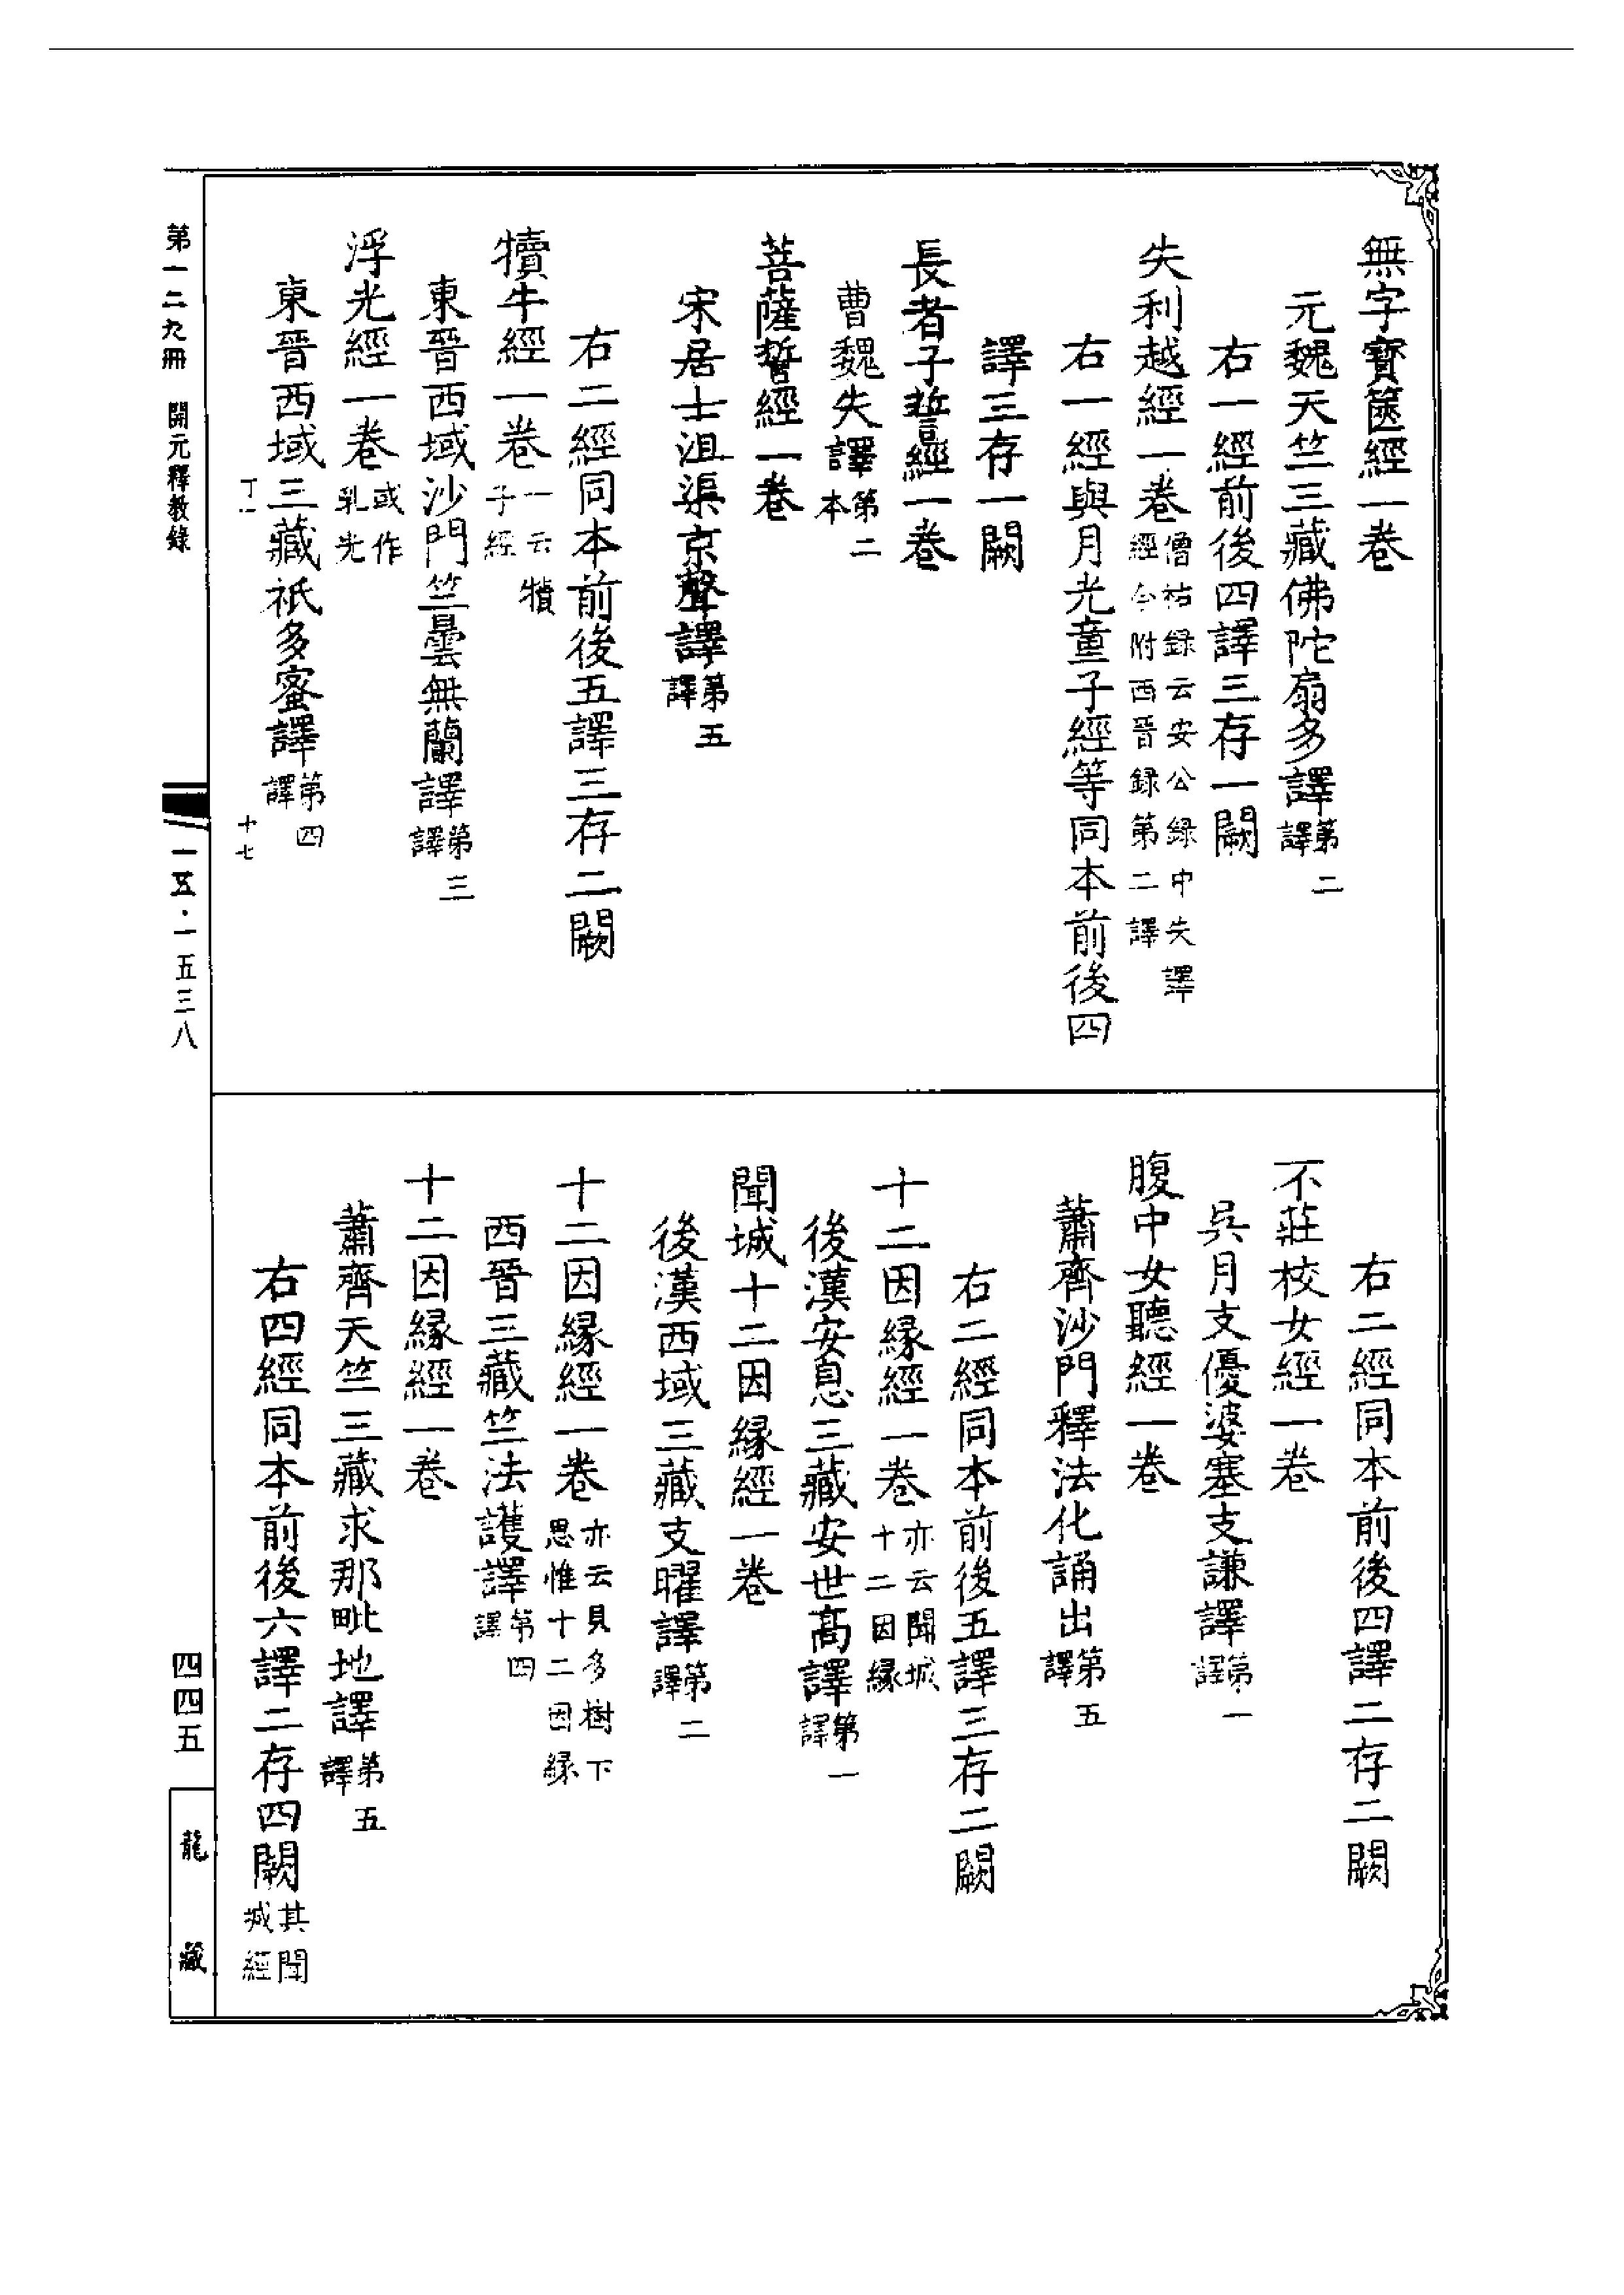 無字寳篋經一卷
元魏天竺三藏佛陀扇多譯第二譯
右一經前後四譯三存一闕
失利越經一卷僧祐録云安公録中失譯經今附西晉録第二譯
右一經與月光童子經等同本前後四
譯三存一闕
長者子誓經一卷
曹魏失譯第二本
菩薩誓經一卷
宋居士沮渠京聲譯第五譯
右二經同本前後五譯三存二闕
犢牛經一卷一云犢子經
東晉西域沙門竺曇無蘭譯第三譯
浮光經一卷或作乳光
東晉西域三藏祇多蜜譯第四譯
十七
右二經同本前後四譯二存二闕
不莊校女經一卷
吳月支優婆塞支謙譯第一譯
腹中女聽經一卷
蕭齊沙門釋法化誦出第五譯
右二經同本前後五譯三存二闕
十二因縁經一卷亦云聞城十二因縁
後漢安息三藏安世髙譯第一譯
聞城十二因縁經一卷
後漢西域三藏支曜譯第二譯
十二因縁經一卷亦云貝多樹下思惟十二因縁
西晉三藏竺法護譯第四譯
十二因縁經一卷
蕭齊天竺三藏求那毗地譯第五譯
右四經同本前後六譯二存四闕其聞城經
第一二九冊 開元釋教錄
一五・一五三八
四四五
龍藏